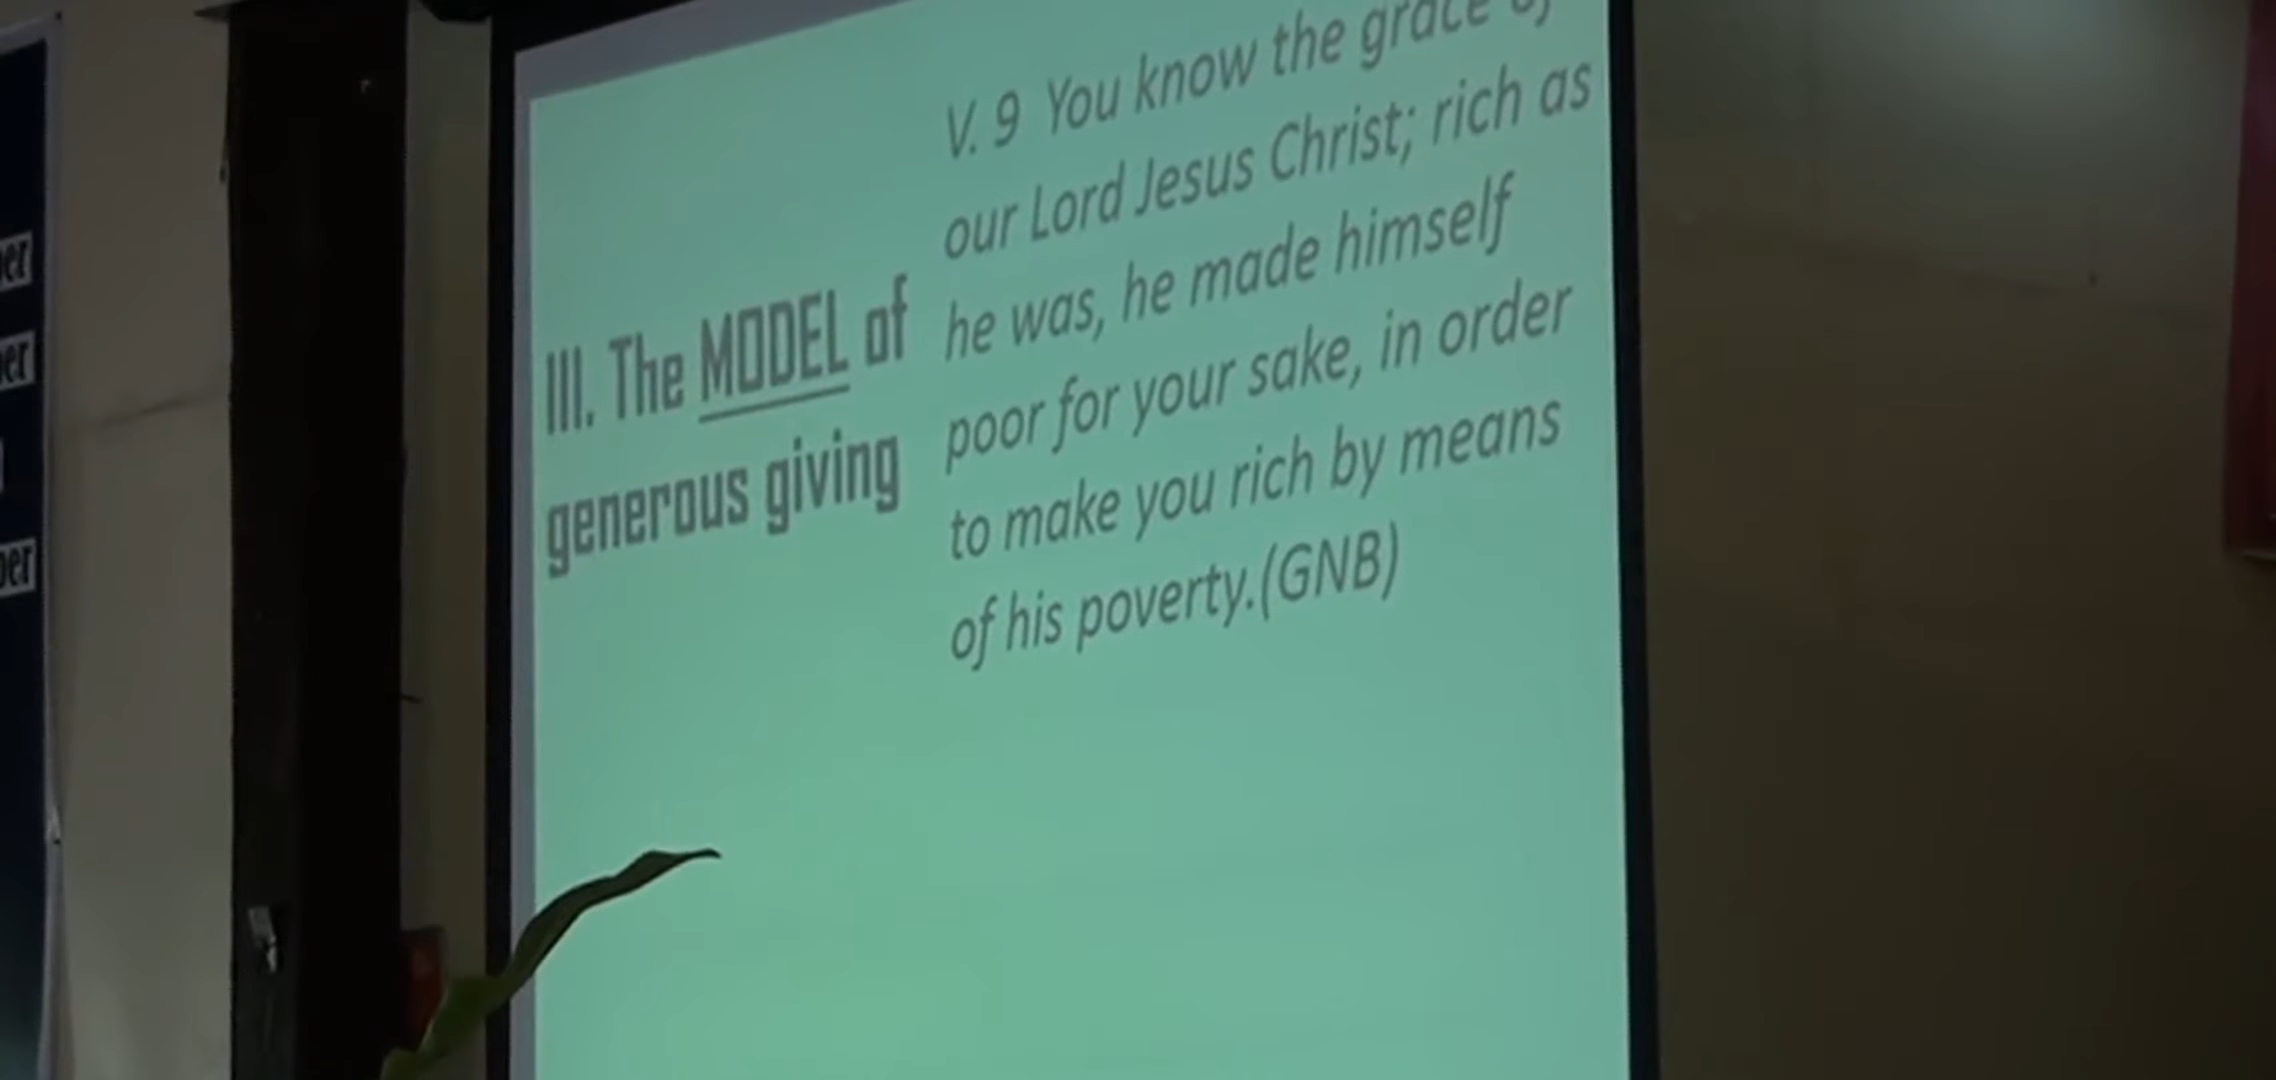 III. The MODEL of
generous giving
V. 9 You know the grace of
our Lord Jesus Christ; rich as
he was, he made himself
poor for your sake, in order
to make you rich by means
of his poverty.(GNB)